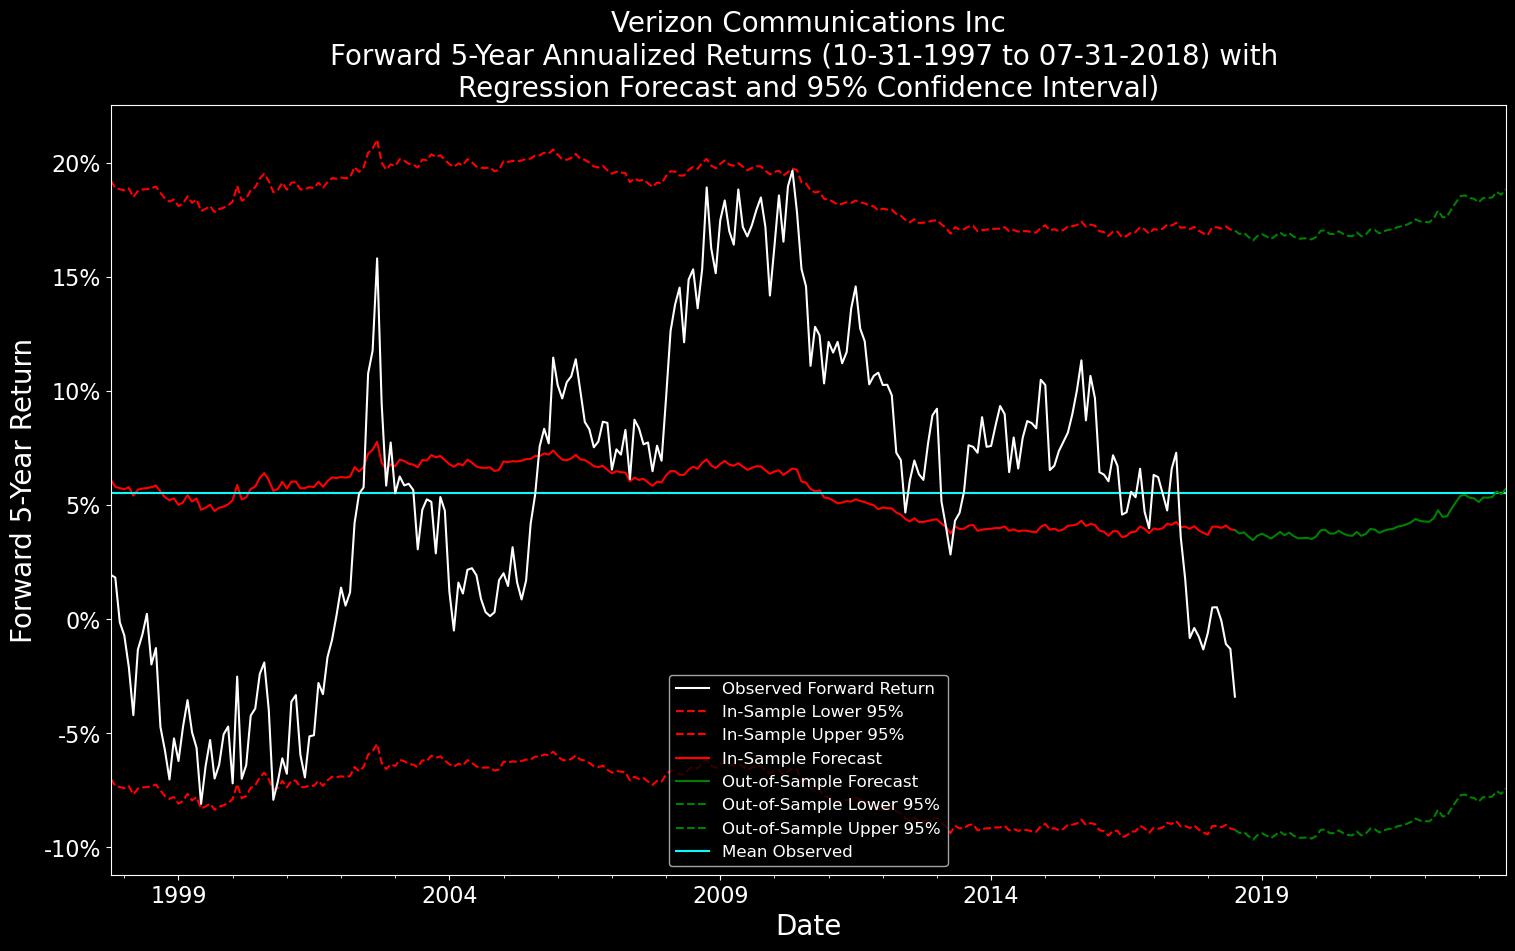 Verizon Communications Inc
Forward 5-Year Annualized Returns (10-31-1997 to 07-31-2018) with
Regression Forecast and 95% Confidence Interval)
Forward 5-Year Return
20%
15%
10%
5%
0%
-5%
-10%
Observed Forward Return
In-Sample Lower 95%
In-Sample Upper 95%
In-Sample Forecast
Out-of-Sample Forecast
Out-of-Sample Lower 95%
Out-of-Sample Upper 95%
Mean Observed
1999 2004 2009 2014 2019
Date